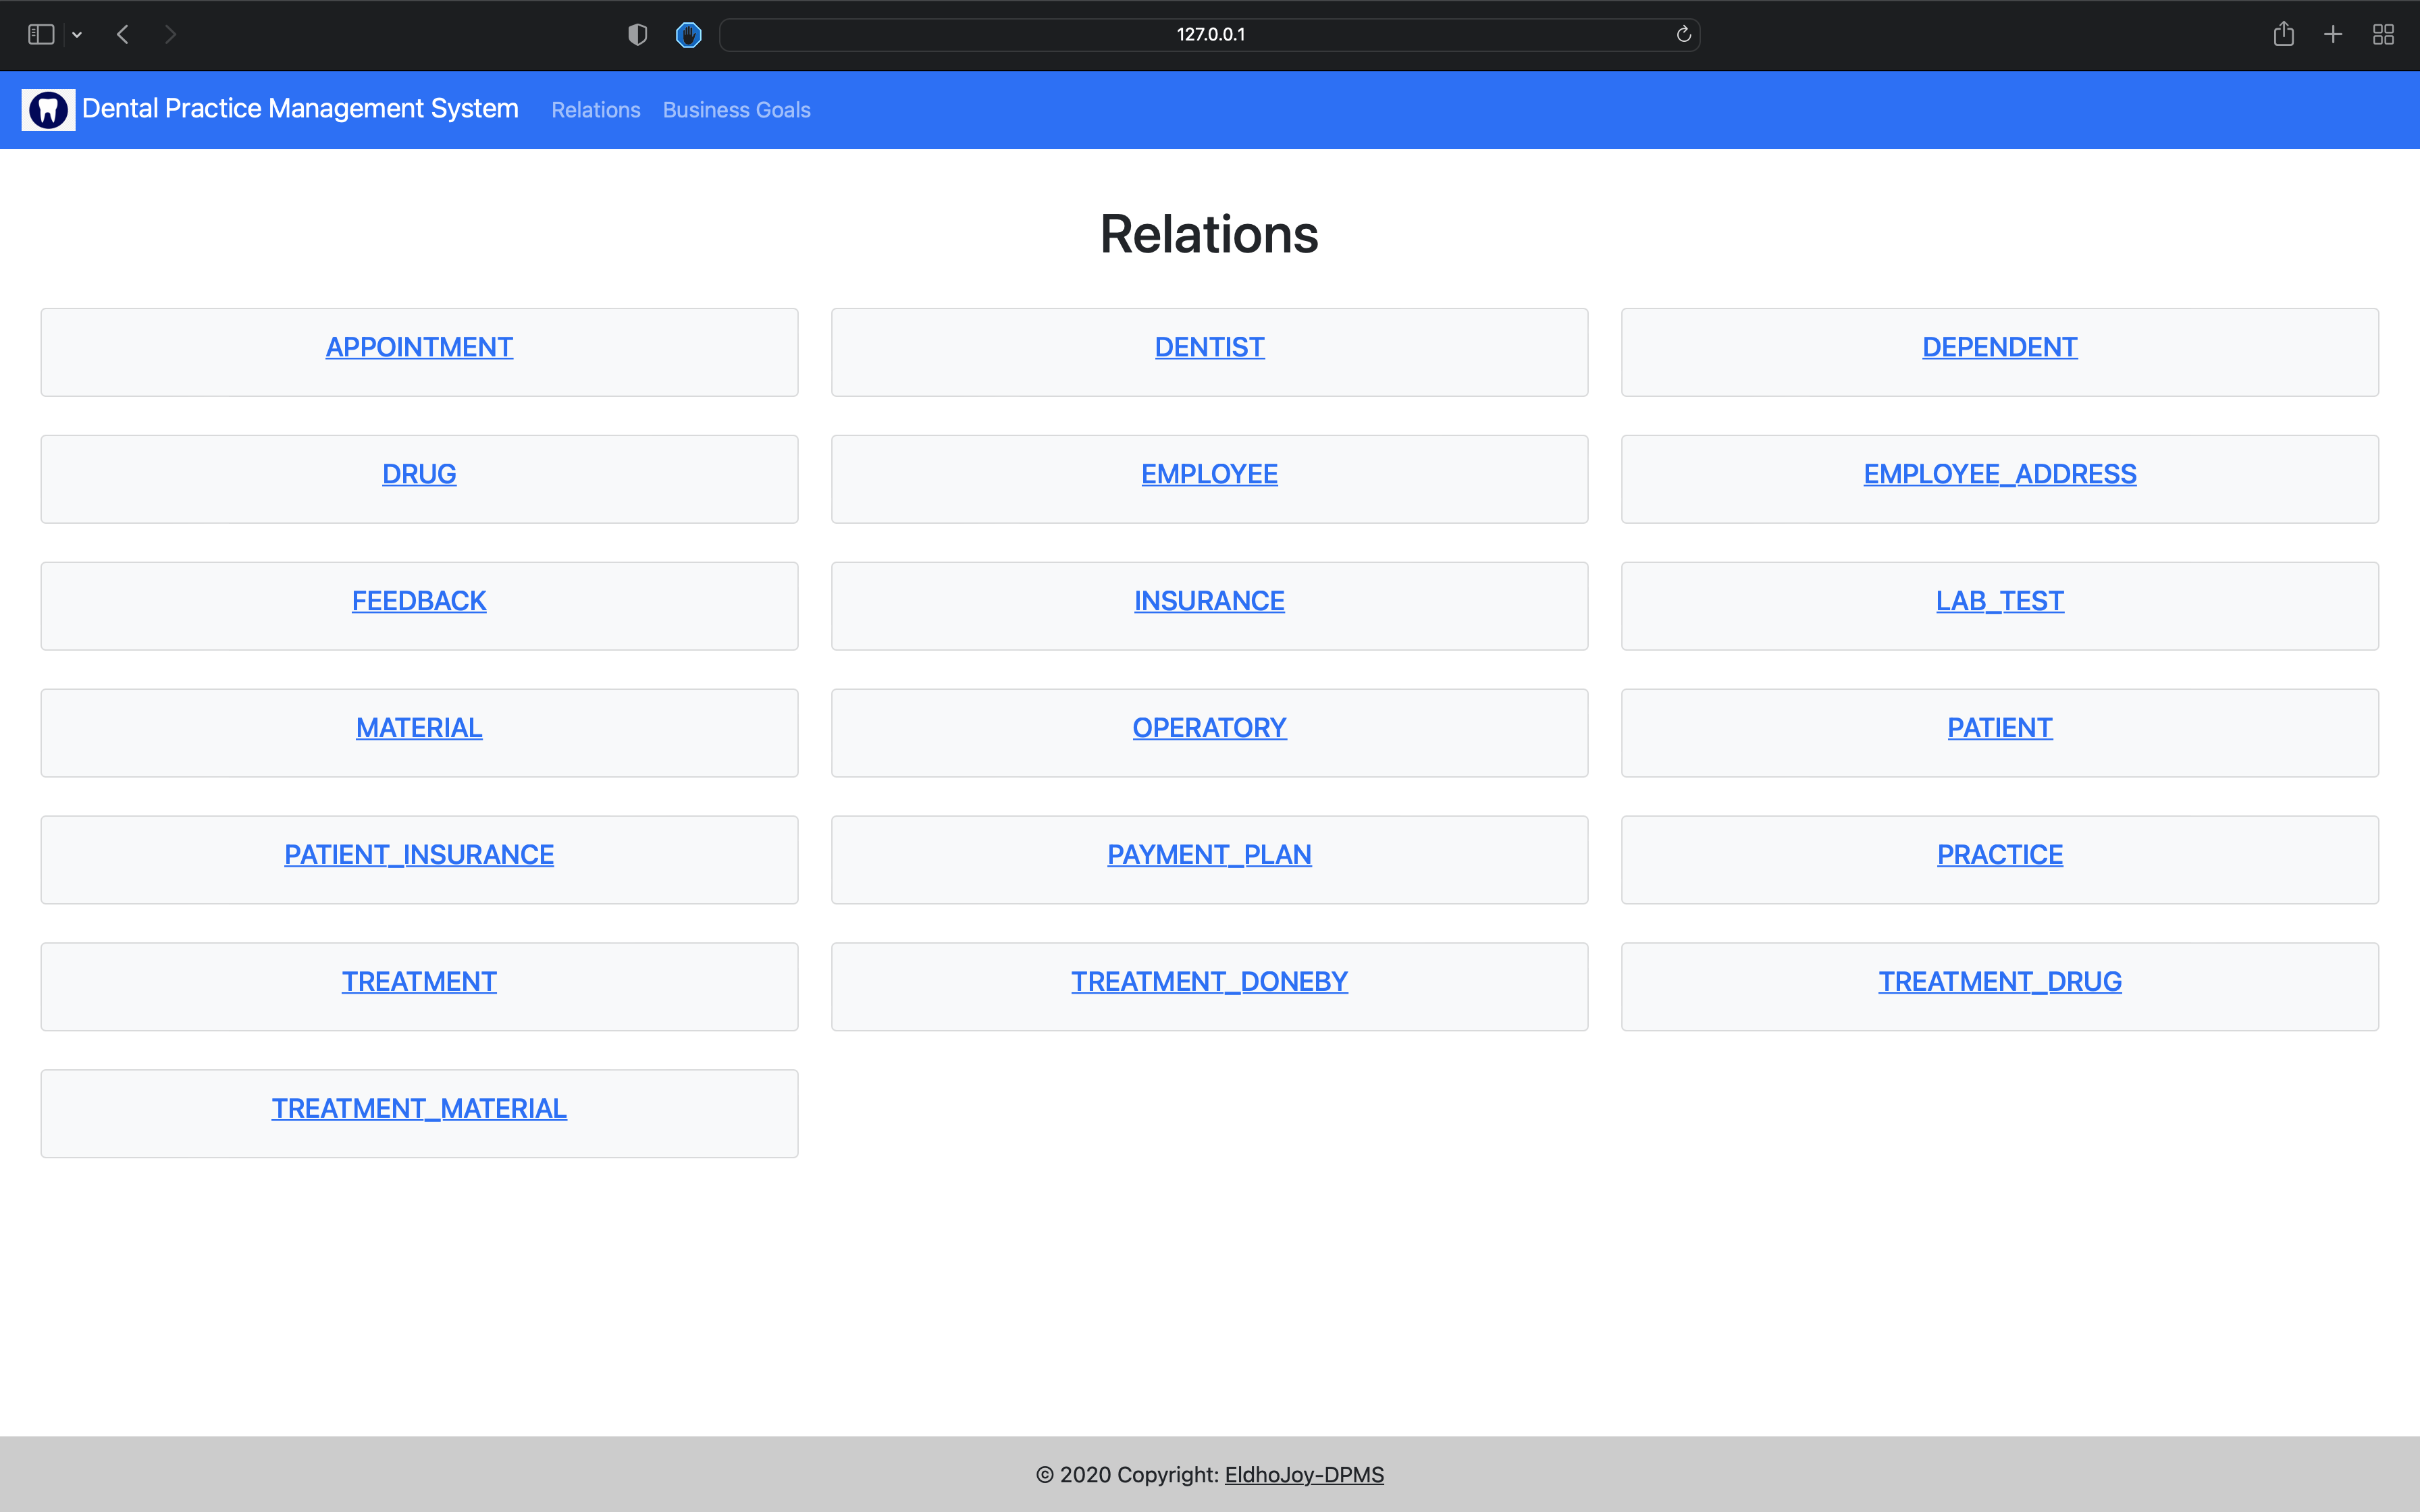 127.0.0.1
Dental Practice Management System Relations Business Goals
Relations
APPOINTMENT DENTIST DEPENDENT
DRUG EMPLOYEE EMPLOYEE_ADDRESS
FEEDBACK INSURANCE LAB_TEST
MATERIAL OPERATORY PATIENT
PATIENT_INSURANCE PAYMENT_PLAN PRACTICE
TREATMENT TREATMENT_DONEBY TREATMENT_DRUG
TREATMENT_MATERIAL
© 2020 Copyright: EldhoJoy-DPMS